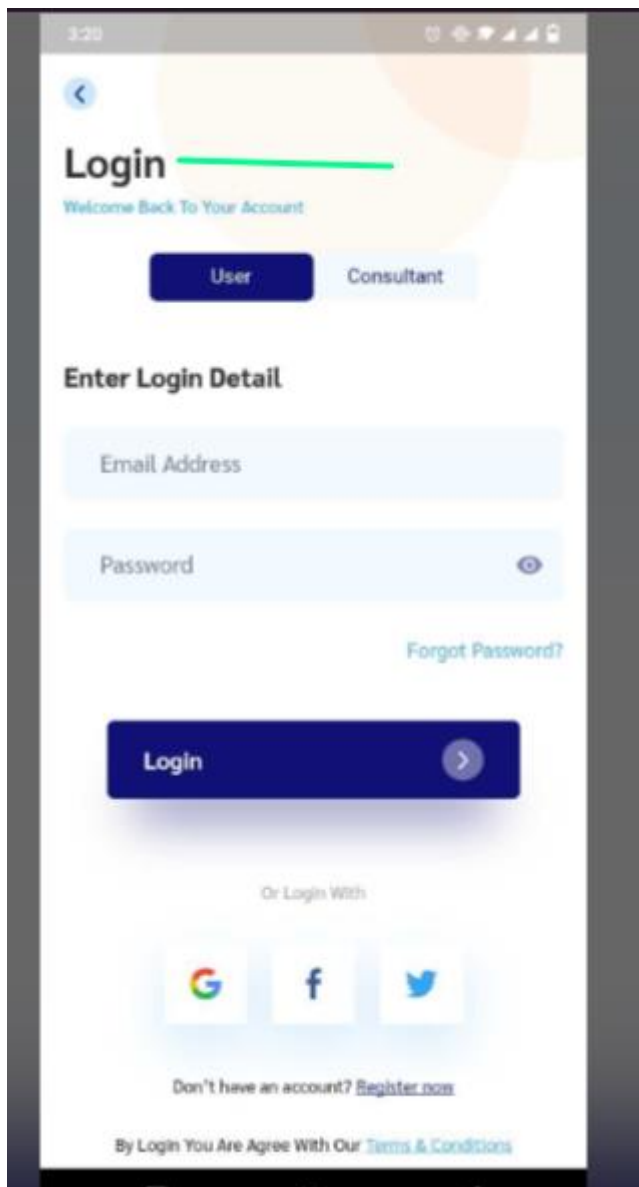 3:20
Login
Welcome Back To Your Account
User Consultant
Enter Login Detail
Email Address
Password
Forgot Password?
Login
Or Login With
Don't have an account? Register now
By Login You Are Agree With Our Terms & Conditions